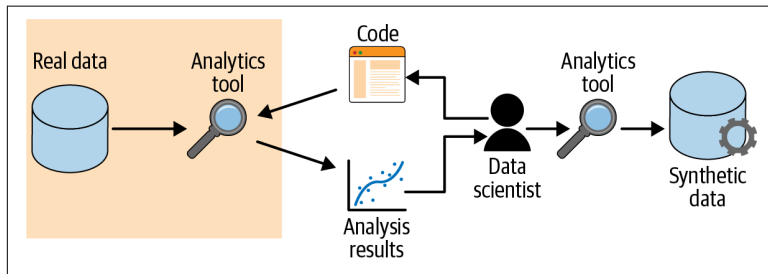 Real data
Analytics
tool
Code
Analysis
results
Data
scientist
Analytics
tool
Synthetic
data